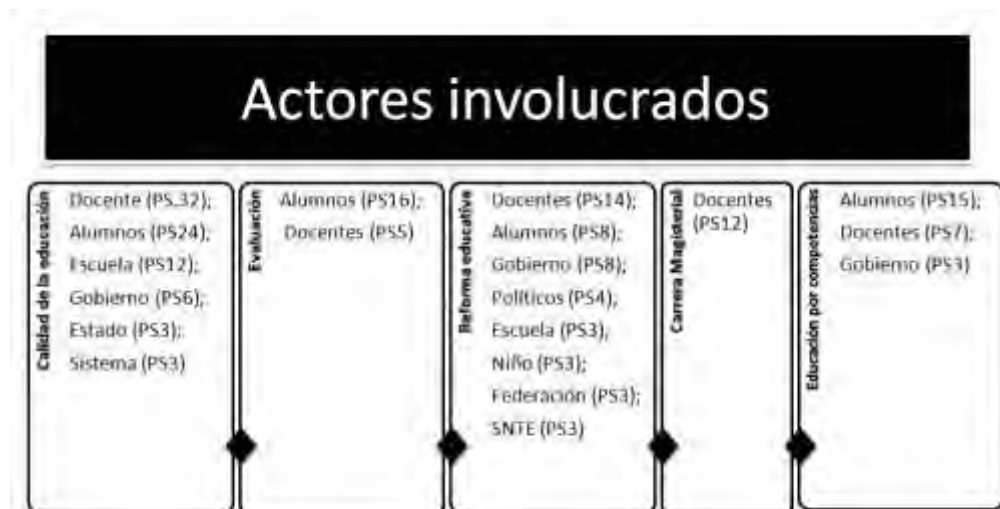 Actores involucrados
Calidad de la educación
Docente (PS.32);
Alumnos (PS24);
Escuela (PS12);
Gobierno (PS6);
Estado (PS3);
Sistema (PS3)
Evaluación
Alumnos (PS16);
Docentes (PS5)
Reforma educativa
Docentes (PS14);
Alumnos (PS8);
Gobierno (PS8);
Políticos (PS4),
Escuela (PS3),
Niño (PS3);
Federación (PS3);
SNTE (PS3)
Carrera Magisterial
Docentes
(PS12)
Educación por competencias
Alumnos (PS15);
Docentes (PS7);
Gobierno (PS3)